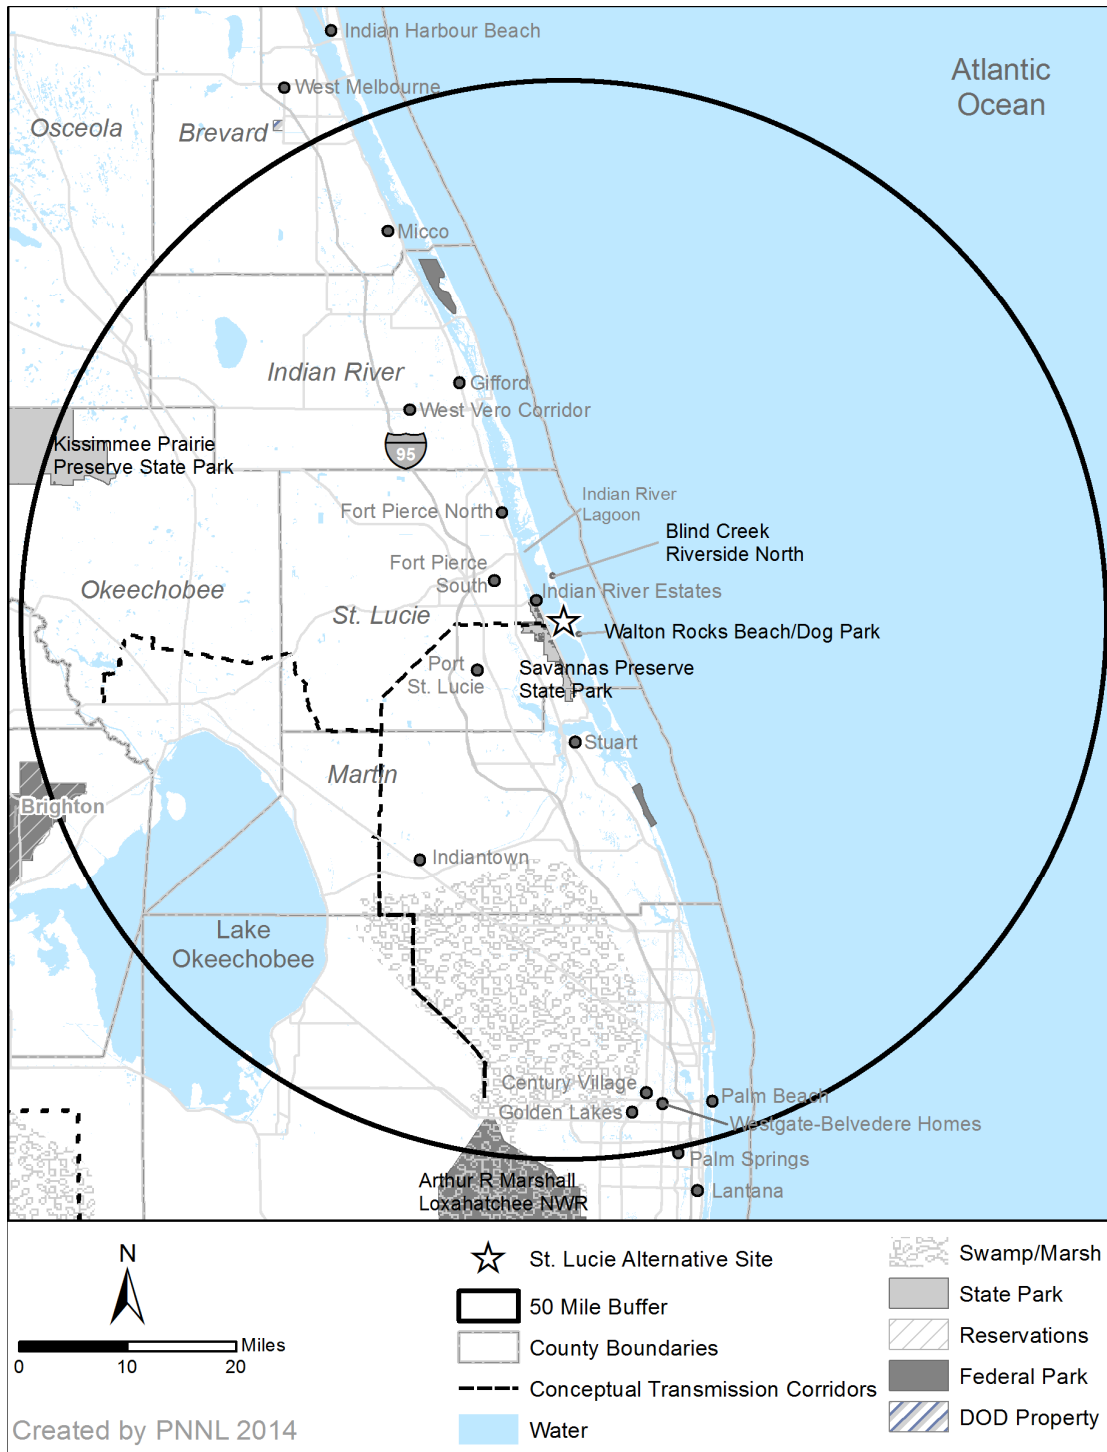 Indian Harbour Beach
Atlantic
Ocean
West Melbourne
Osceola
Brevard
Micco
Indian River
Gifford
West Vero Corridor
Kissimmee Prairie
Preserve State Park
95
Indian River
Lagoon
Fort Pierce North
Blind Creek
Riverside North
Fort Pierce
South
Okeechobee
Indian River Estates
St. Lucie
Walton Rocks Beach/Dog Park
Port
St. Lucie
Savannas Preserve
State Park
Stuart
Martin
Brighton
Indiantown
Lake
Okeechobee
Century Village
Palm Beach
Golden Lakes
Westgate-Belvedere Homes
Palm Springs
Arthur R Marshall
Loxahatchee NWR
Lantana
N
Miles
0 10 20
Created by PNNL 2014
St. Lucie Alternative Site
50 Mile Buffer
County Boundaries
Conceptual Transmission Corridors
Water
Swamp/Marsh
State Park
Reservations
Federal Park
DOD Property